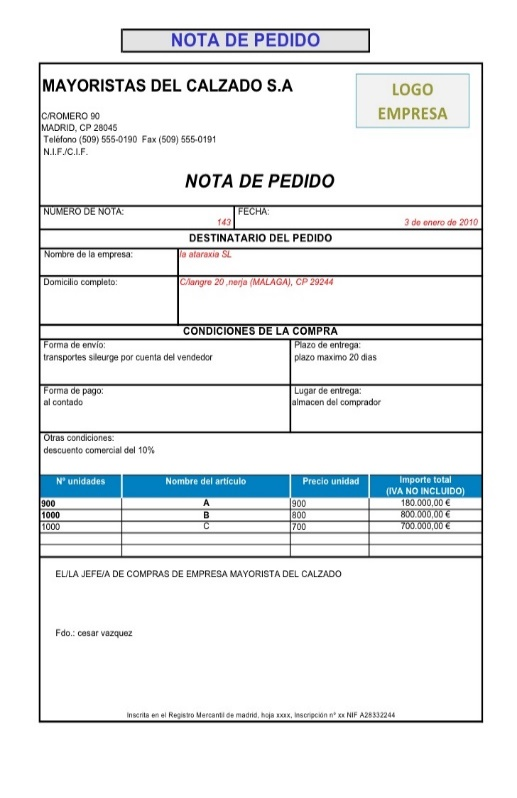 NOTA DE PEDIDO
MAYORISTAS DEL CALZADO S.A
LOGO
EMPRESA
C/ROMERO 90
MADRID, CP 28045
Teléfono (509) 555-0190 Fax (509) 555-0191
N.I.F./C.I.F.
NOTA DE PEDIDO
NÚMERO DE NOTA: 143 FECHA: 3 de enero de 2010
DESTINATARIO DEL PEDIDO
Nombre de la empresa: la ataraxia SL
Domicilio completo: C/langre 20 ,nerja (MALAGA), CP 29244
CONDICIONES DE LA COMPRA
Forma de envío: Plazo de entrega:
transportes sileurge por cuenta del vendedor plazo maximo 20 dias
Forma de pago: Lugar de entrega:
al contado almacen del comprador
Otras condiciones:
descuento comercial del 10%
Nº unidades Nombre del artículo Precio unidad Importe total
(IVA NO INCLUIDO)
900 A 900 180.000,00 €
1000 B 800 800.000,00 €
1000 C 700 700.000,00 €
EL/LA JEFE/A DE COMPRAS DE EMPRESA MAYORISTA DEL CALZADO
Fdo.: cesar vazquez
Inscrita en el Registro Mercantil de madrid, hoja xxxx, Inscripción nº xx NIF A28332244